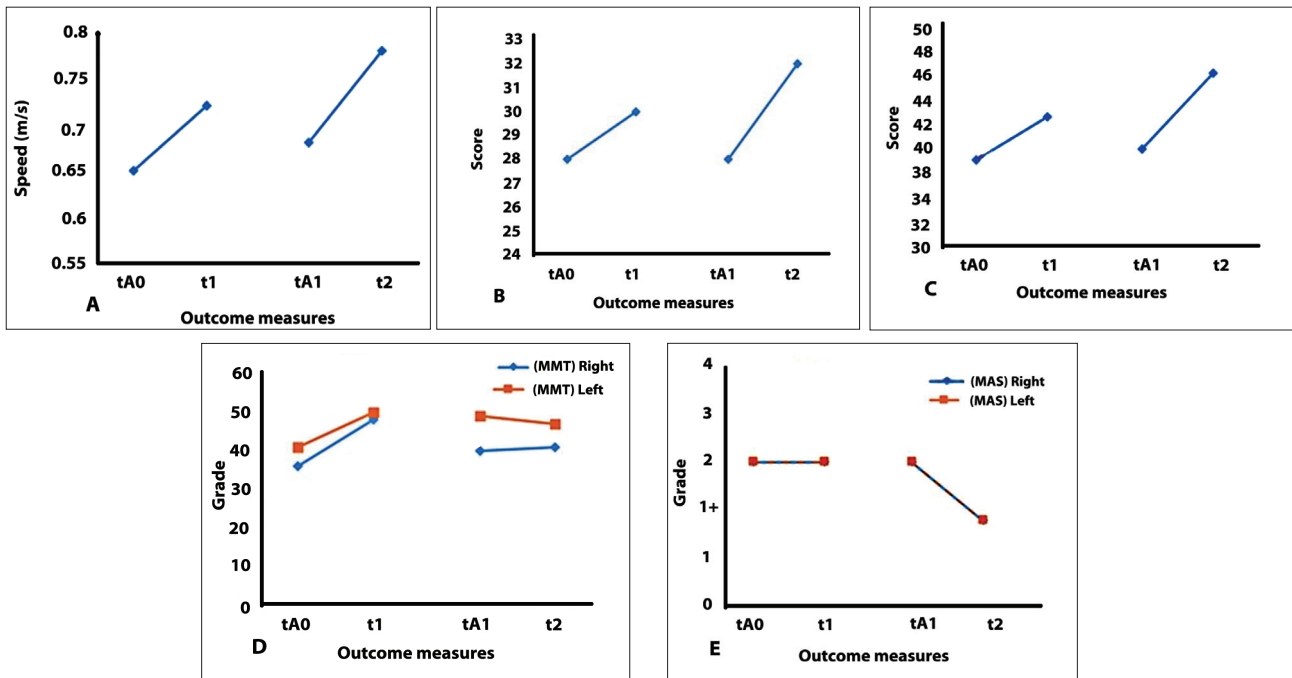 0.8
0.75
0.7
0.65
0.6
0.55
Speed (m/s)
tA0 t1 tA1 t2
A
Outcome measures
33
32
31
30
29
28
27
26
25
24
Score
tA0 t1 tA1 t2
B
Outcome measures
50
48
46
44
42
40
38
34
32
30
Score
tA0 t1 tA1 t2
C
Outcome measures
(MMT) Right
(MMT) Left
60
50
40
30
20
10
0
Grade
tA0 t1 tA1 t2
D
Outcome measures
(MAS) Right
(MAS) Left
4
3
2
1+
1
0
Grade
tA0 t1 tA1 t2
E
Outcome measures